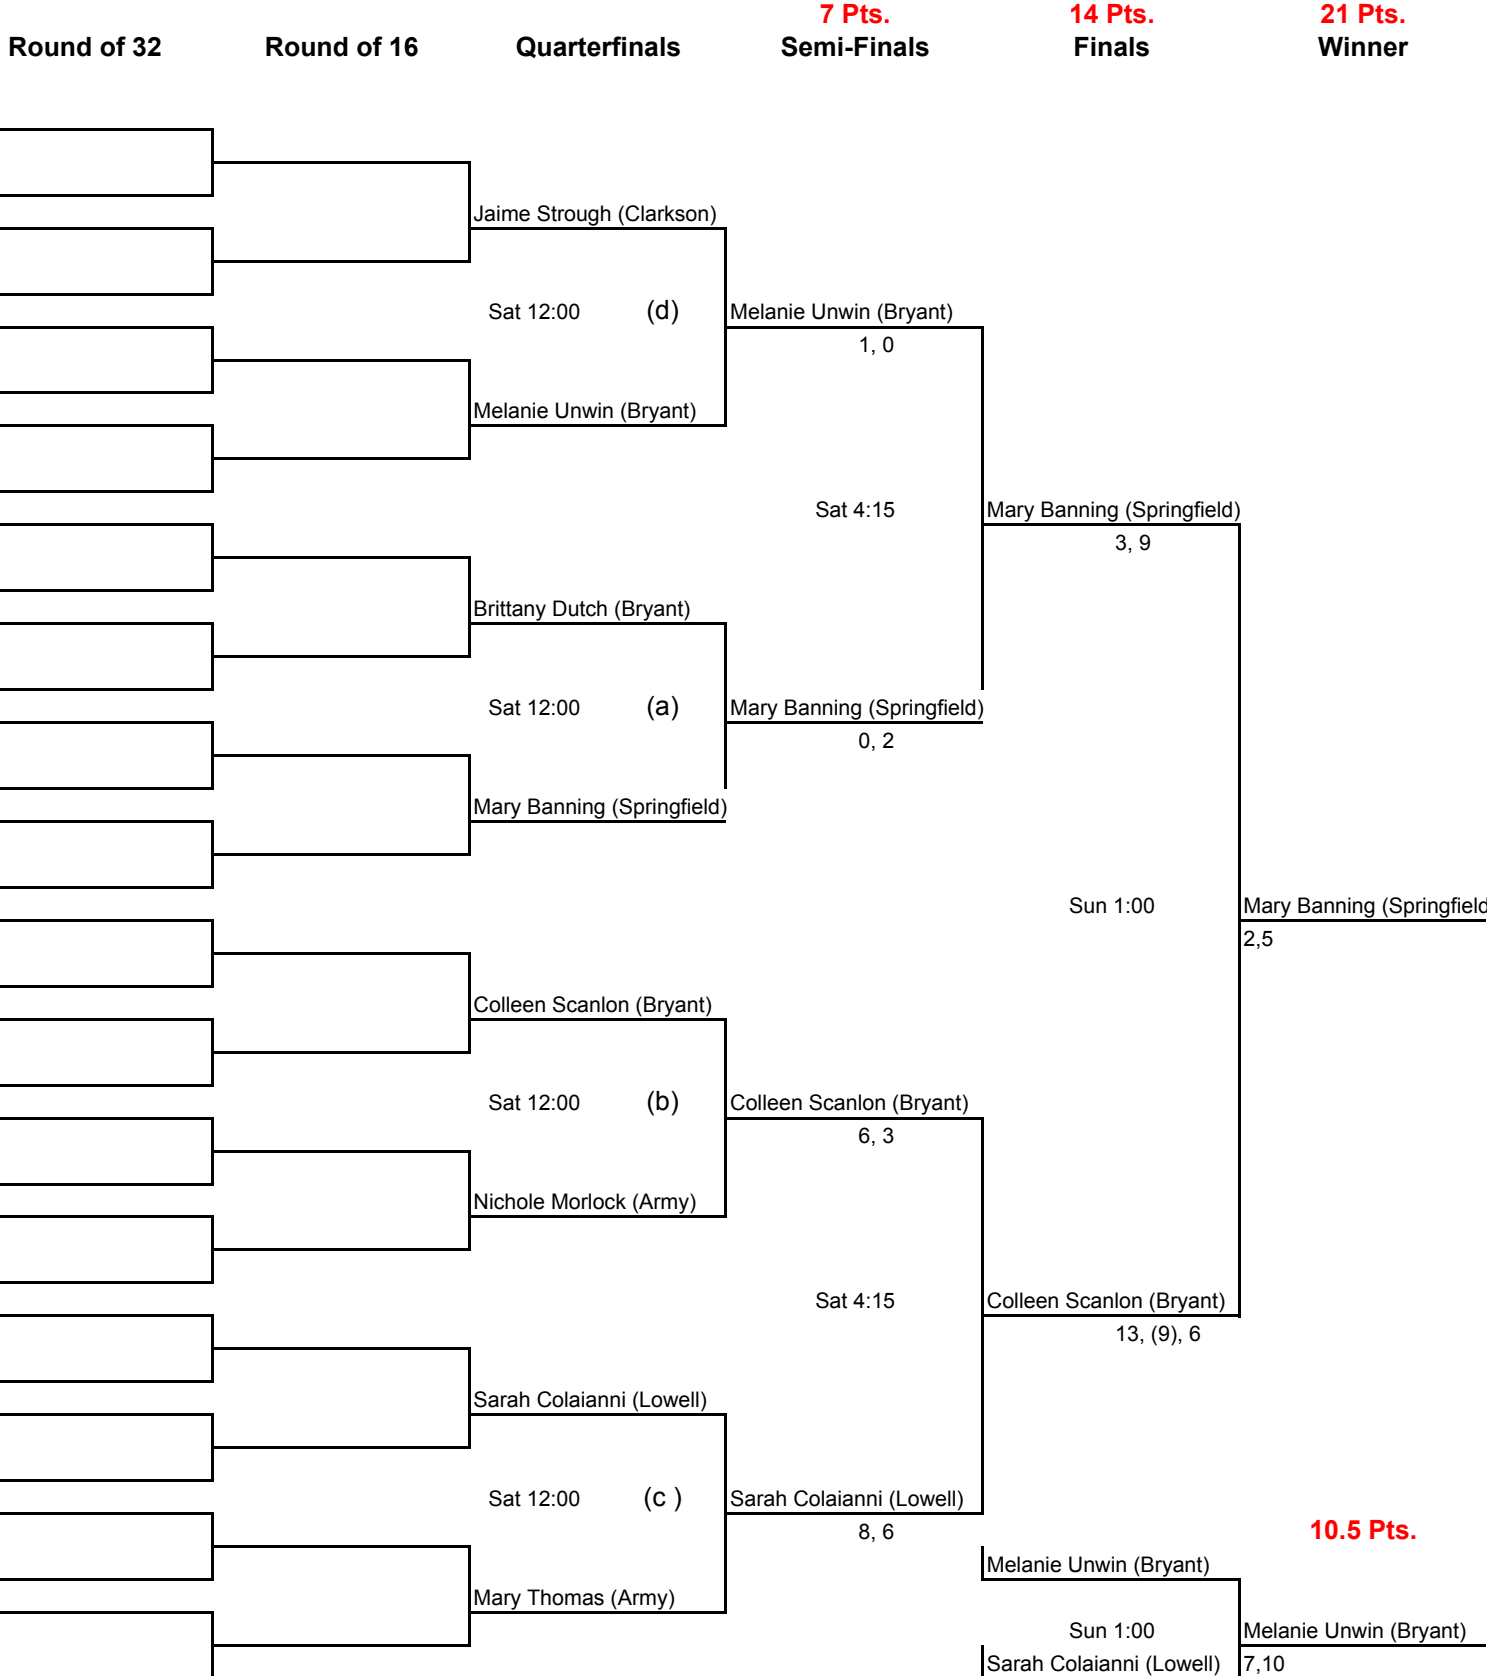 7 Pts. 14 Pts. 21 Pts.
Round of 32 Round of 16 Quarterfinals Semi-Finals Finals Winner
Jaime Strough (Clarkson)
Sat 12:00 (d) Melanie Unwin (Bryant)
1, 0
Melanie Unwin (Bryant)
Sat 4:15 Mary Banning (Springfield)
3, 9
Brittany Dutch (Bryant)
Sat 12:00 (a) Mary Banning (Springfield)
0, 2
Mary Banning (Springfield)
Sun 1:00 Mary Banning (Springfield
2,5
Colleen Scanlon (Bryant)
Sat 12:00 (b) Colleen Scanlon (Bryant)
6, 3
Nichole Morlock (Army)
Sat 4:15 Colleen Scanlon (Bryant)
13, (9), 6
Sarah Colaianni (Lowell)
Sat 12:00 (c ) Sarah Colaianni (Lowell)
8, 6 10.5 Pts.
Melanie Unwin (Bryant)
Mary Thomas (Army)
Sun 1:00 Melanie Unwin (Bryant)
Sarah Colaianni (Lowell) 7,10